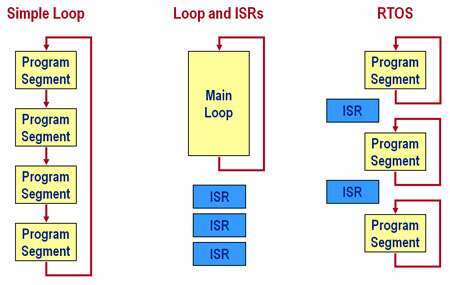 Simple Loop
Program
Segment
Program
Segment
Program
Segment
Program
Segment
Loop and ISRs
Main
Loop
ISR
ISR
ISR
RTOS
Program
Segment
ISR
Program
Segment
ISR
Program
Segment